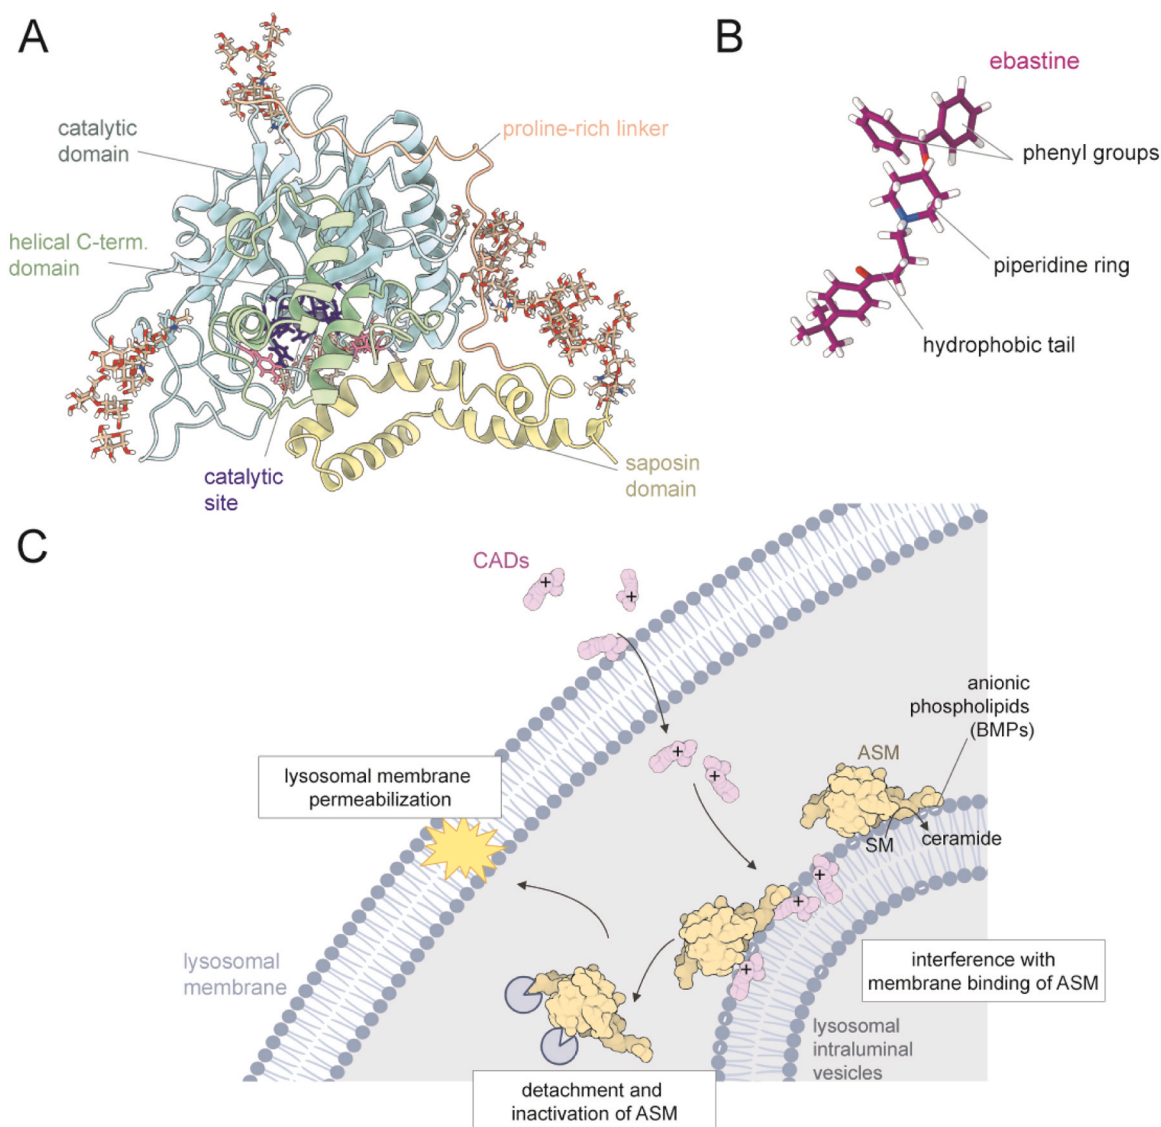 A
catalytic
domain
proline-rich linker
helical C-term.
domain
catalytic
site
saposin
domain
B
ebastine
phenyl groups
piperidine ring
hydrophobic tail
C
CADs
+
+
+
+
anionic
phospholipids
(BMPs)
ASM
SM
ceramide
+
+
+
lysosomal membrane
permeabilization
lysosomal
membrane
interference with
membrane binding of ASM
lysosomal
intraluminal
vesicles
detachment and
inactivation of ASM